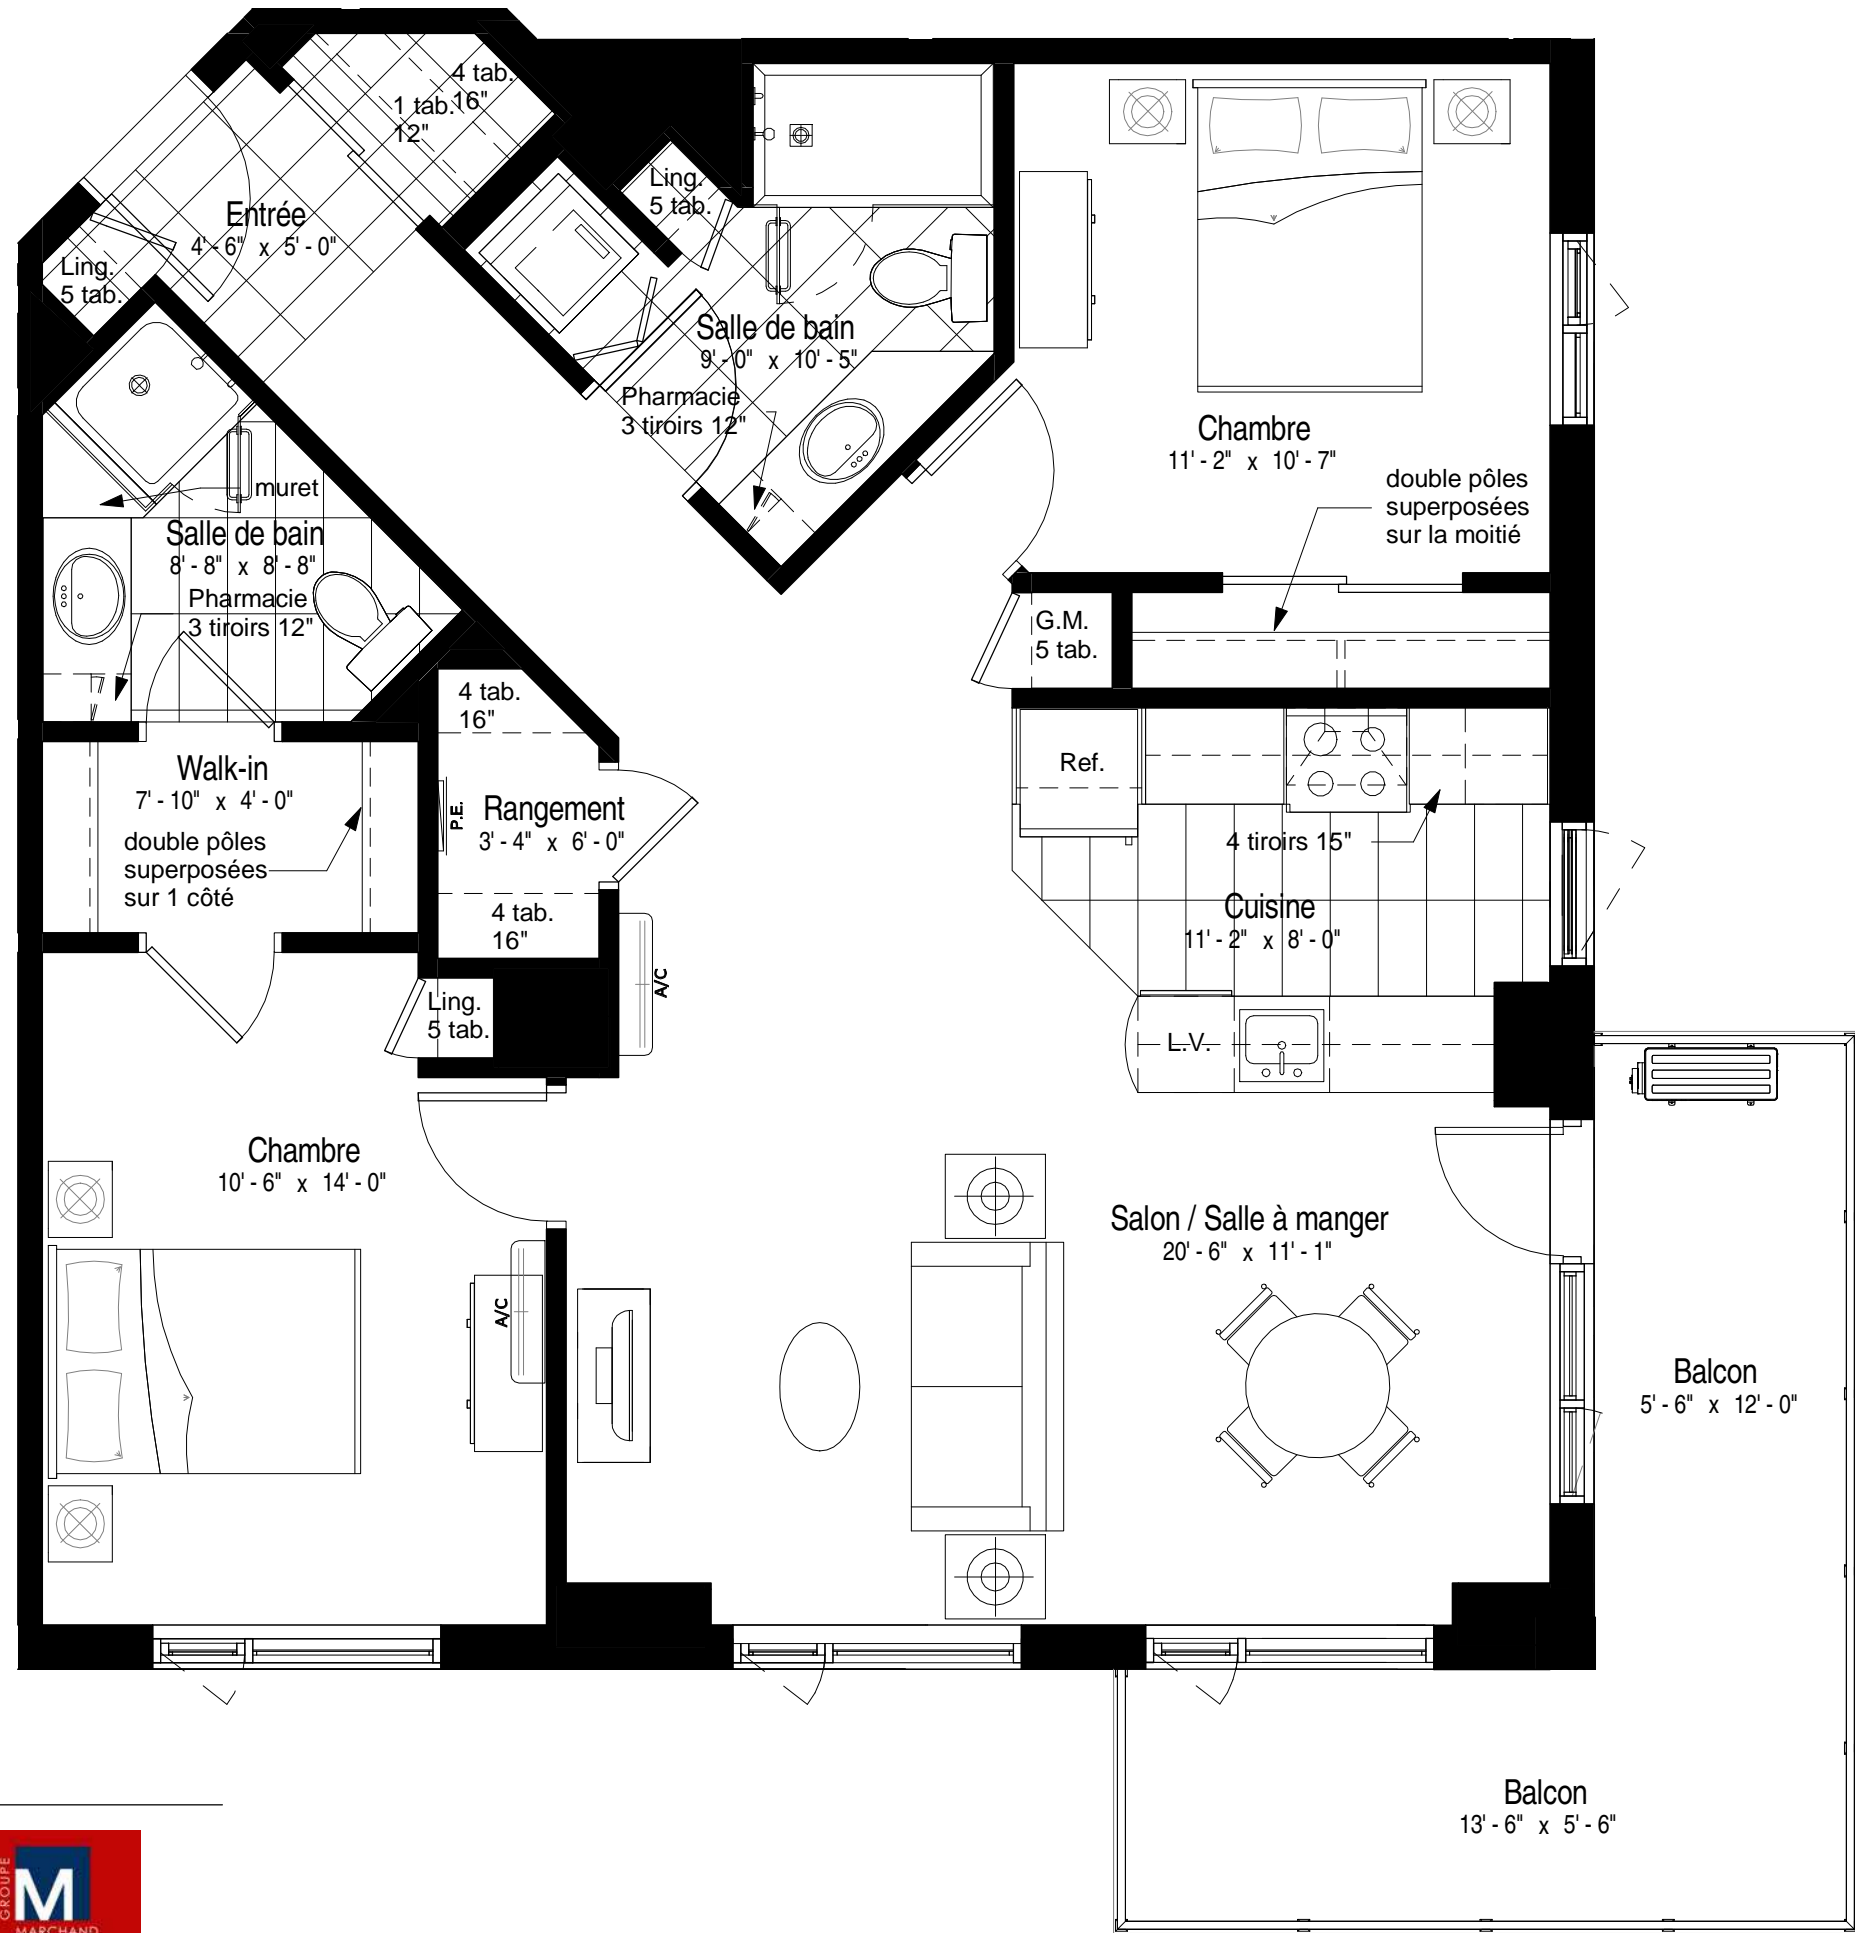 4 tab.
16"
1 tab.
12"
Ling.
5 tab.
Entrée
4' - 6" x 5' - 0"
Ling.
5 tab.
Salle de bain
9' - 0" x 10' - 5"
Pharmacie
3 tiroirs 12"
Chambre
11' - 2" x 10' - 7"
double pôles
superposées
sur la moitié
muret
Salle de bain
8' - 8" x 8' - 8"
Pharmacie
3 tiroirs 12"
G.M.
5 tab.
4 tab.
16"
Ref.
Walk-in
7' - 10" x 4' - 0"
double pôles
superposées
sur 1 côté
P.E.
Rangement
3' - 4" x 6' - 0"
4 tab.
16"
4 tiroirs 15"
Cuisine
11' - 2" x 8' - 0"
A/C
Ling.
5 tab.
L.V.
Chambre
10' - 6" x 14' - 0"
Salon / Salle à manger
20' - 6" x 11' - 1"
A/C
Balcon
5' - 6" x 12' - 0"
Balcon
13' - 6" x 5' - 6"
GROUPE
M
MARCHAND